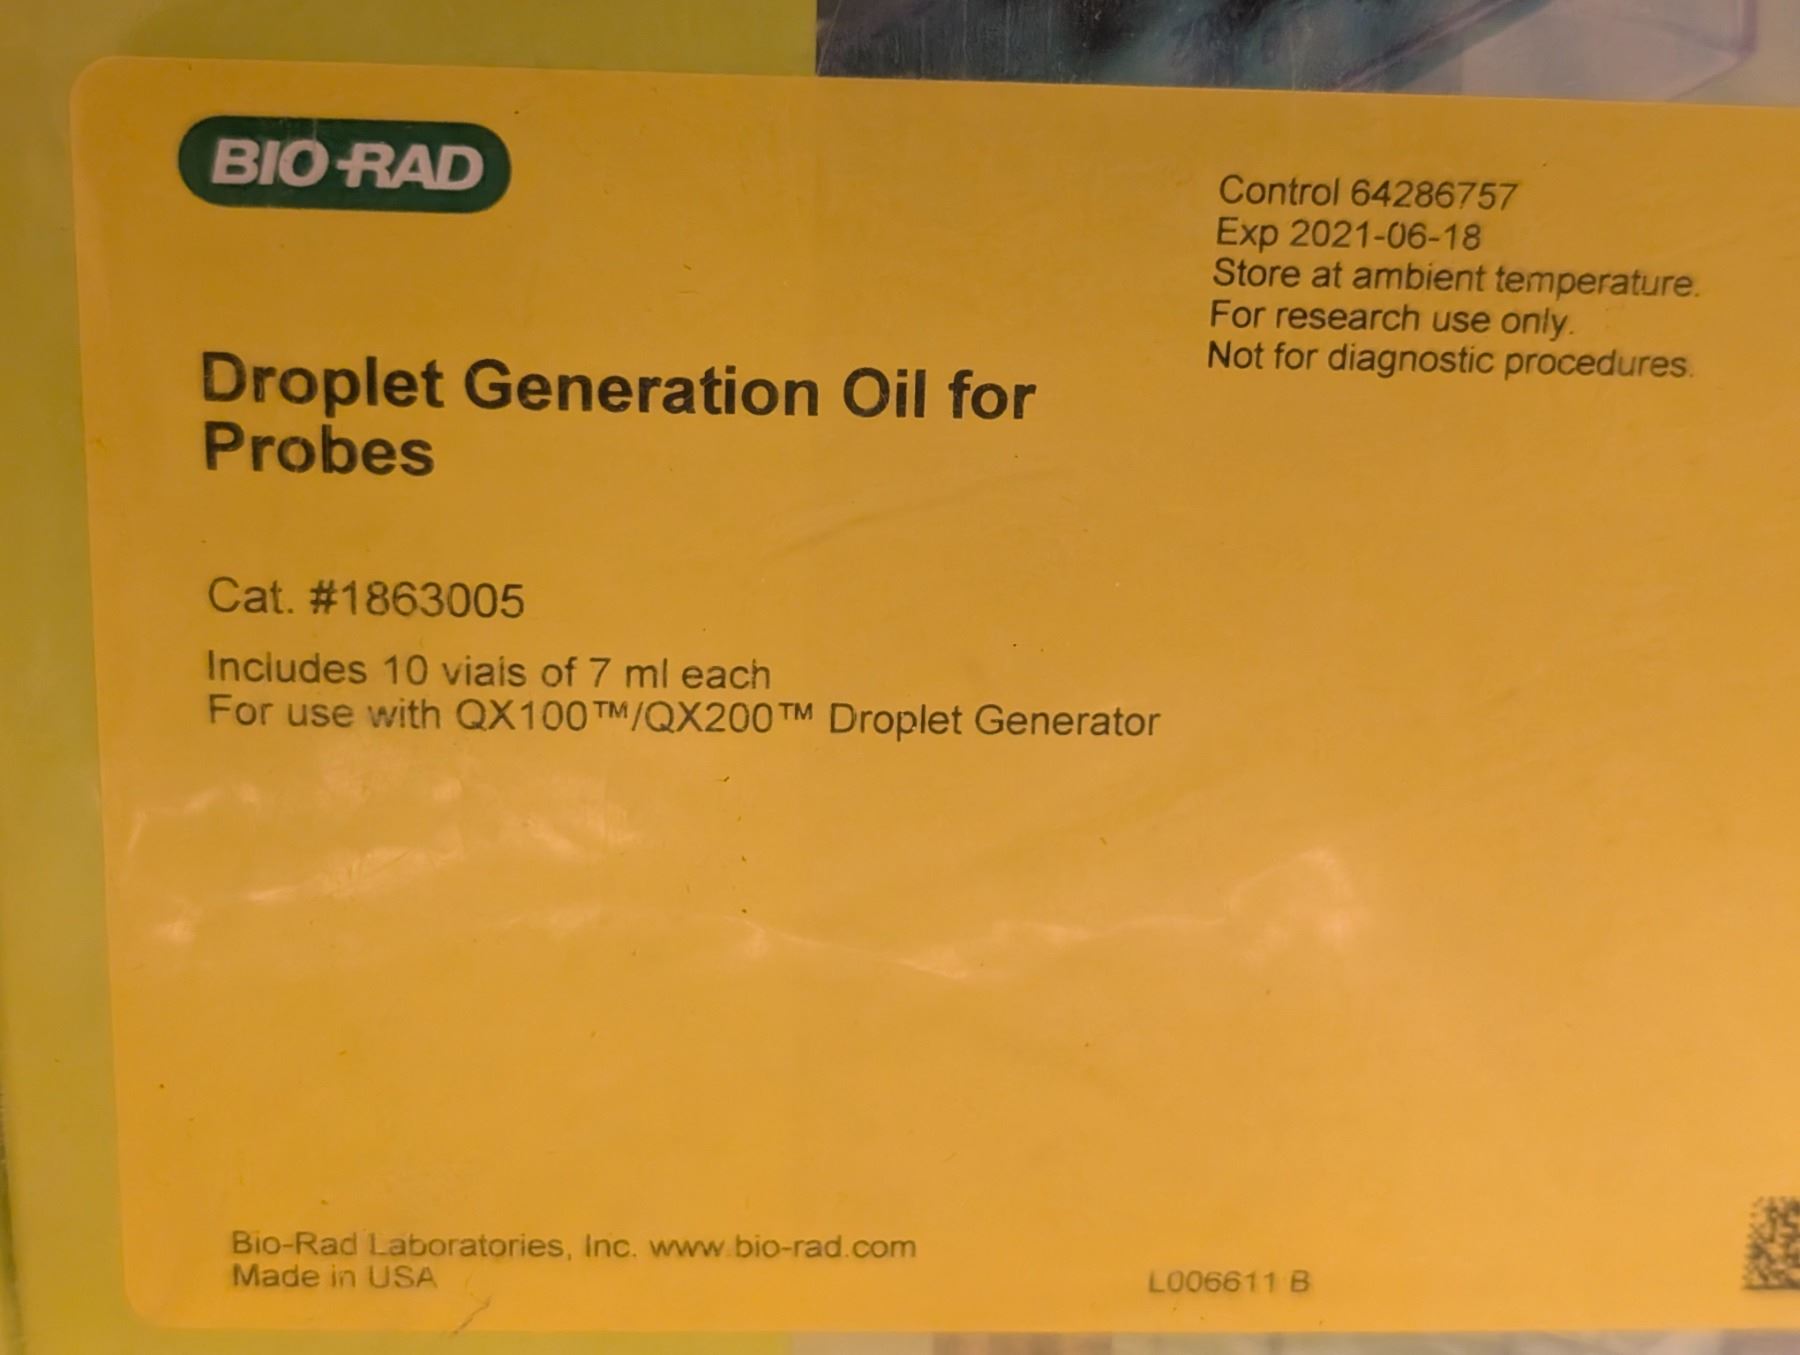 BIO-RAD
Control 64286757
Exp 2021-06-18
Store at ambient temperature.
For research use only.
Not for diagnostic procedures.
Droplet Generation Oil for
Probes
Cat. #1863005
Includes 10 vials of 7 ml each
For use with QX100™/QX200™ Droplet Generator
Bio-Rad Laboratories, Inc. www.bio-rad.com
Made in USA
L006611 B